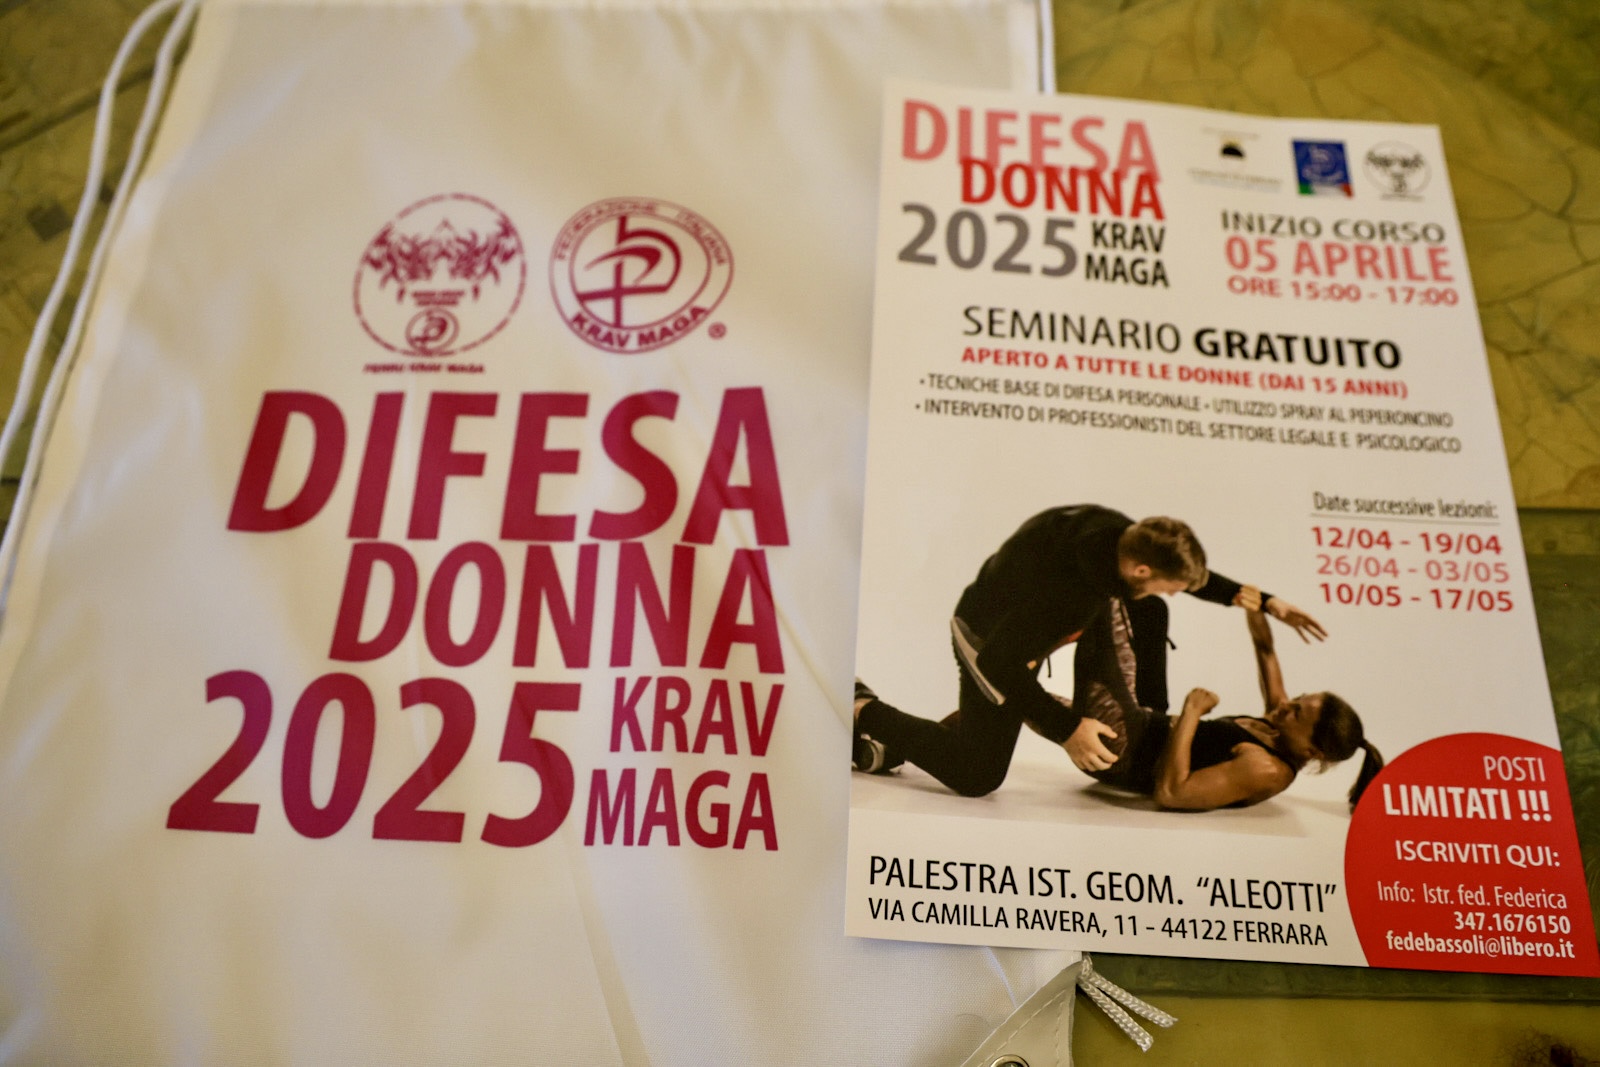 FEDERAZIONE ITALIANA
KRAV MAGA
®
FERRU KRAV MAGA
DIFESA
DONNA
2025 KRAV
MAGA
DIFESA
DONNA
2025 KRAV
MAGA
INIZIO CORSO
05 APRILE
ORE 15:00 - 17:00
SEMINARIO GRATUITO
APERTO A TUTTE LE DONNE (DAI 15 ANNI)
• TECNICHE BASE DI DIFESA PERSONALE • UTILIZZO SPRAY AL PEPERONCINO
• INTERVENTO DI PROFESSIONISTI DEL SETTORE LEGALE E PSICOLOGICO
Date successive lezioni:
12/04 - 19/04
26/04 - 03/05
10/05 - 17/05
POSTI
LIMITATI !!!
ISCRIVITI QUI:
Info: Istr. fed. Federica
347.1676150
fedebassoli@libero.it
PALESTRA IST. GEOM. “ALEOTTI”
VIA CAMILLA RAVERA, 11 - 44122 FERRARA